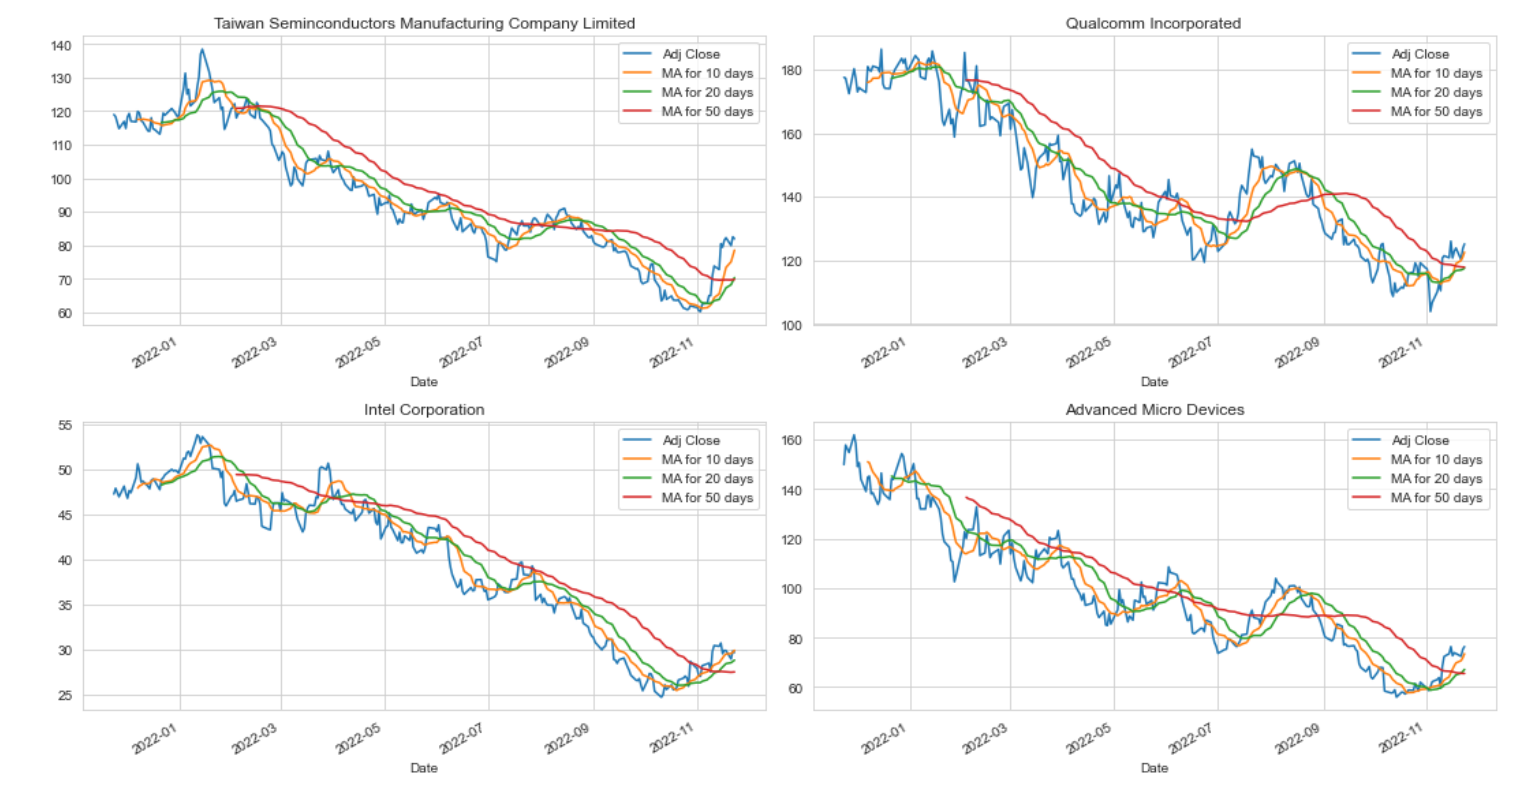 Taiwan Seminconductors Manufacturing Company Limited
140
130
120
110
100
90
80
70
60
Adj Close
MA for 10 days
MA for 20 days
MA for 50 days
2022-01
2022-03
2022-05
2022-07
2022-09
2022-11
Date
Qualcomm Incorporated
180
160
140
120
100
Adj Close
MA for 10 days
MA for 20 days
MA for 50 days
2022-01
2022-03
2022-05
2022-07
2022-09
2022-11
Date
Intel Corporation
55
50
45
40
35
30
25
Adj Close
MA for 10 days
MA for 20 days
MA for 50 days
2022-01
2022-03
2022-05
2022-07
2022-09
2022-11
Date
Advanced Micro Devices
160
140
120
100
80
60
Adj Close
MA for 10 days
MA for 20 days
MA for 50 days
2022-01
2022-03
2022-05
2022-07
2022-09
2022-11
Date